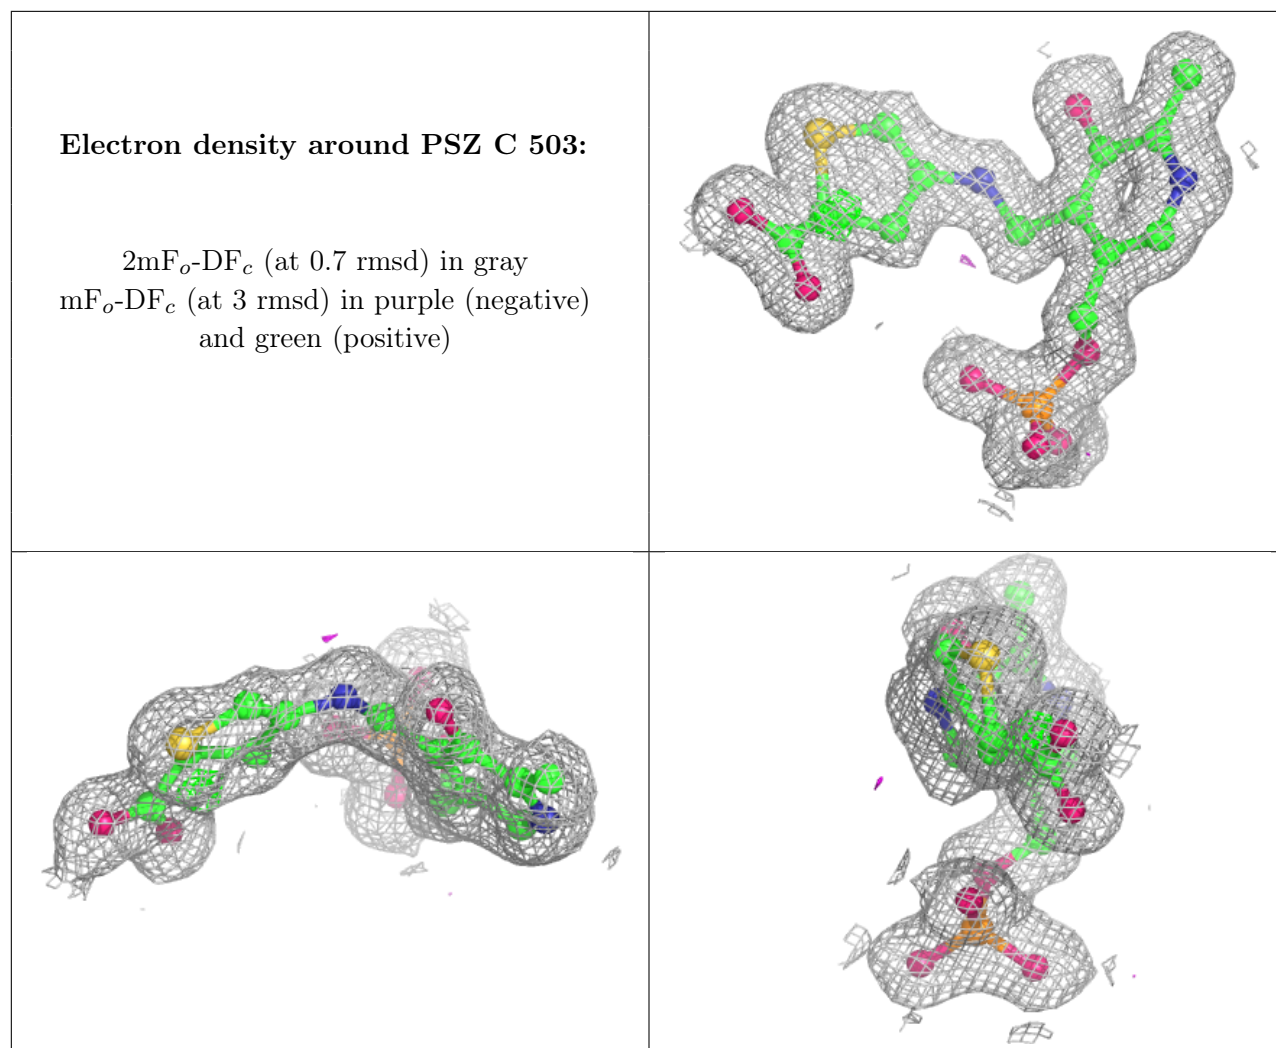 Electron density around PSZ C 503:
2mFo-DFc (at 0.7 rmsd) in gray
mFo-DFc (at 3 rmsd) in purple (negative)
and green (positive)